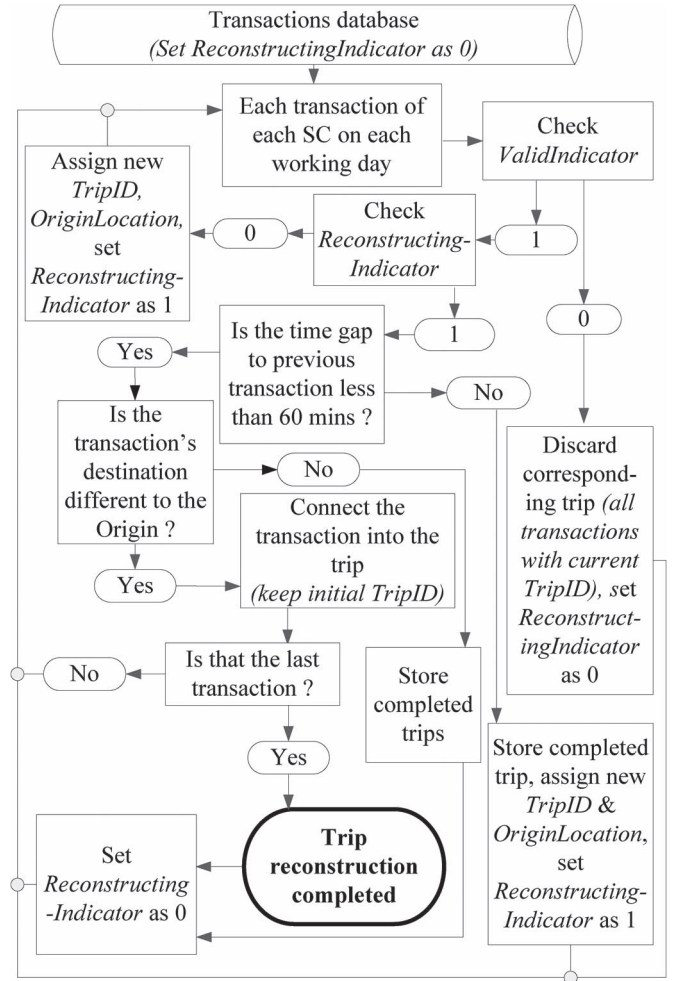 Transactions database
(Set ReconstructingIndicator as 0)
Each transaction of
each SC on each
working day
Check
ValidIndicator
Assign new
TripID,
OriginLocation,
set
Reconstructing-
Indicator as 1
0
Check
Reconstructing-
Indicator
1
0
Yes
Is the time gap
to previous
transaction less
than 60 mins ?
1
No
Is the
transaction's
destination
different to the
Origin ?
No
Discard
correspond-
ing trip (all
transactions
with current
TripID), set
Reconstruct-
ingIndicator
as 0
Yes
Connect the
transaction into the
trip
(keep initial TripID)
No
Is that the last
transaction ?
Store
completed
trips
Yes
Store completed
trip, assign new
TripID &
OriginLocation,
set
Reconstructing-
Indicator as 1
Set
Reconstructing
-Indicator as 0
Trip
reconstruction
completed